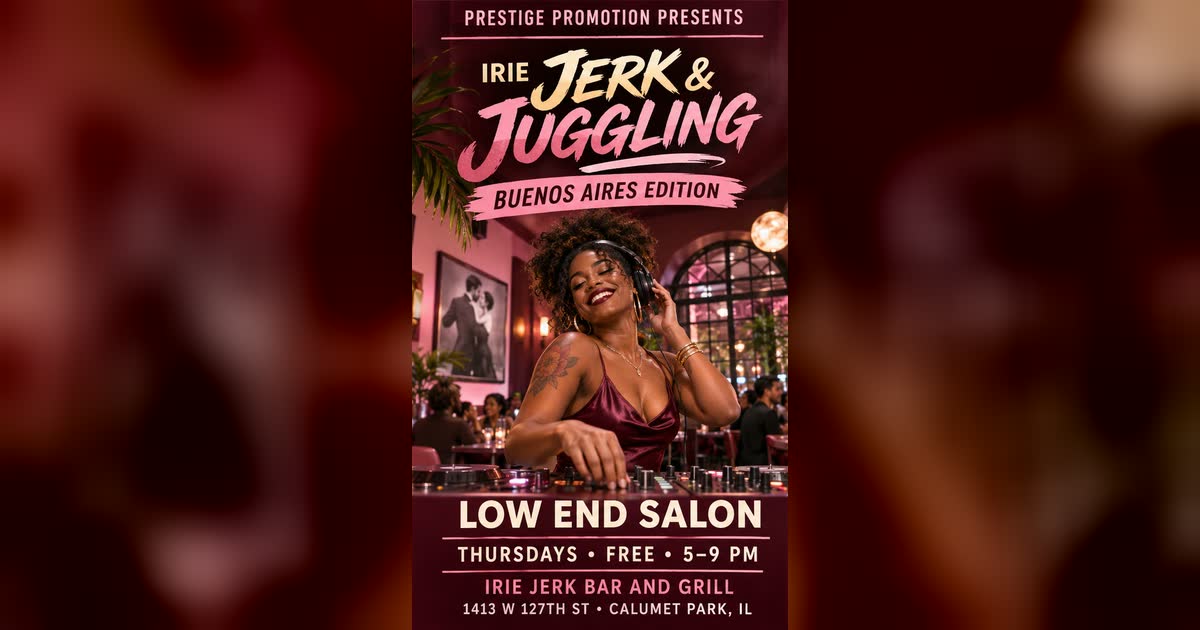 PRESTIGE PROMOTION PRESENTS
IRIE JERK &
JUGGLING
BUENOS AIRES EDITION
LOW END SALON
THURSDAYS • FREE • 5–9 PM
IRIE JERK BAR AND GRILL
1413 W 127TH ST • CALUMET PARK, IL